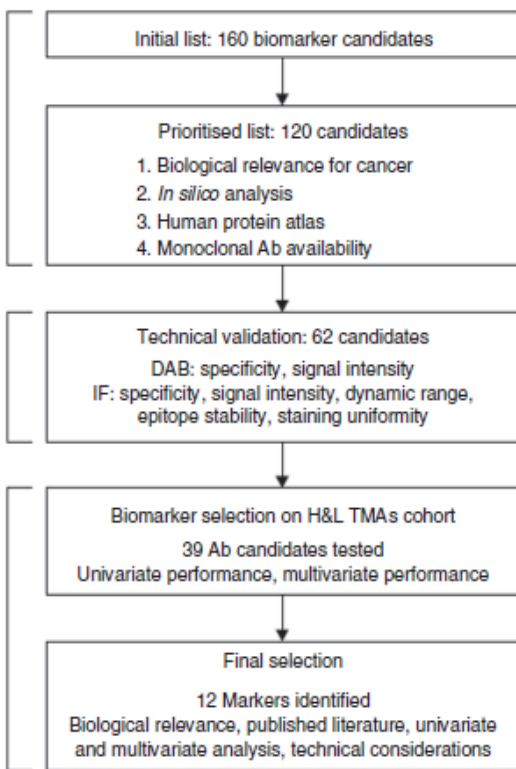 Initial list: 160 biomarker candidates
Prioritised list: 120 candidates
1. Biological relevance for cancer
2. In silico analysis
3. Human protein atlas
4. Monoclonal Ab availability
Technical validation: 62 candidates
DAB: specificity, signal intensity
IF: specificity, signal intensity, dynamic range,
epitope stability, staining uniformity
Biomarker selection on H&L TMAs cohort
39 Ab candidates tested
Univariate performance, multivariate performance
Final selection
12 Markers identified
Biological relevance, published literature, univariate
and multivariate analysis, technical considerations